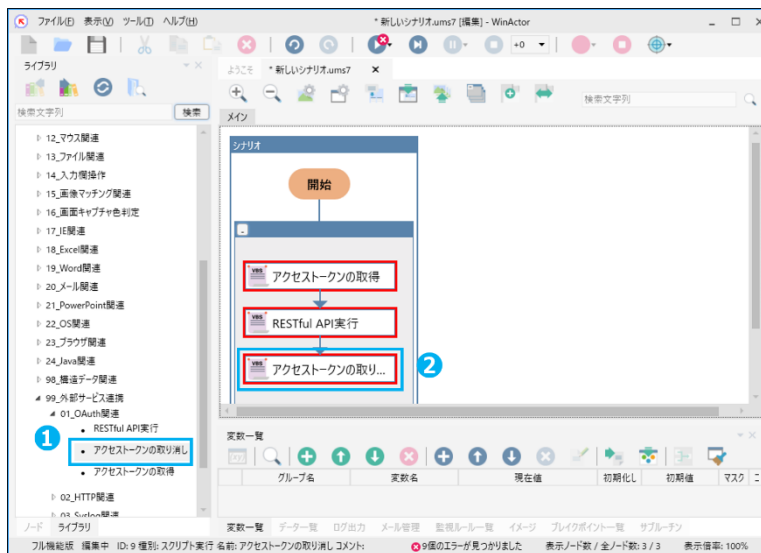 ファイル(F) 表示(V) ツール(T) ヘルプ(H)
* 新しいシナリオ.ums7 [編集] - WinActor
+0
ライブラリ
検索文字列
検索
12_マウス関連
13_ファイル関連
14_入力欄操作
15_画像マッチング関連
16_画面キャプチャ色判定
17_IE関連
18_Excel関連
19_Word関連
20_メール関連
21_PowerPoint関連
22_OS関連
23_ブラウザ関連
24_Java関連
98_構造データ関連
99_外部サービス連携
01_OAuth関連
RESTful API実行
1
アクセストークンの取り消し
アクセストークンの取得
02_HTTP関連
03_Syslog関連
ノード ライブラリ
ようこそ * 新しいシナリオ.ums7
検索文字列
メイン
シナリオ
開始
VBS アクセストークンの取得
VBS RESTful API実行
VBS アクセストークンの取り...
2
変数一覧
グループ名 変数名 現在値 初期化し 初期値 マスク コ
変数一覧 データ一覧 ログ出力 メール管理 監視ルール一覧 イメージ ブレイクポイント一覧 サブルーチン
フル機能版 編集中 ID: 9 種別: スクリプト実行 名前: アクセストークンの取り消し コメント: 9個のエラーが見つかりました 表示ノード数 / 全ノード数: 3 / 3 表示倍率: 100%